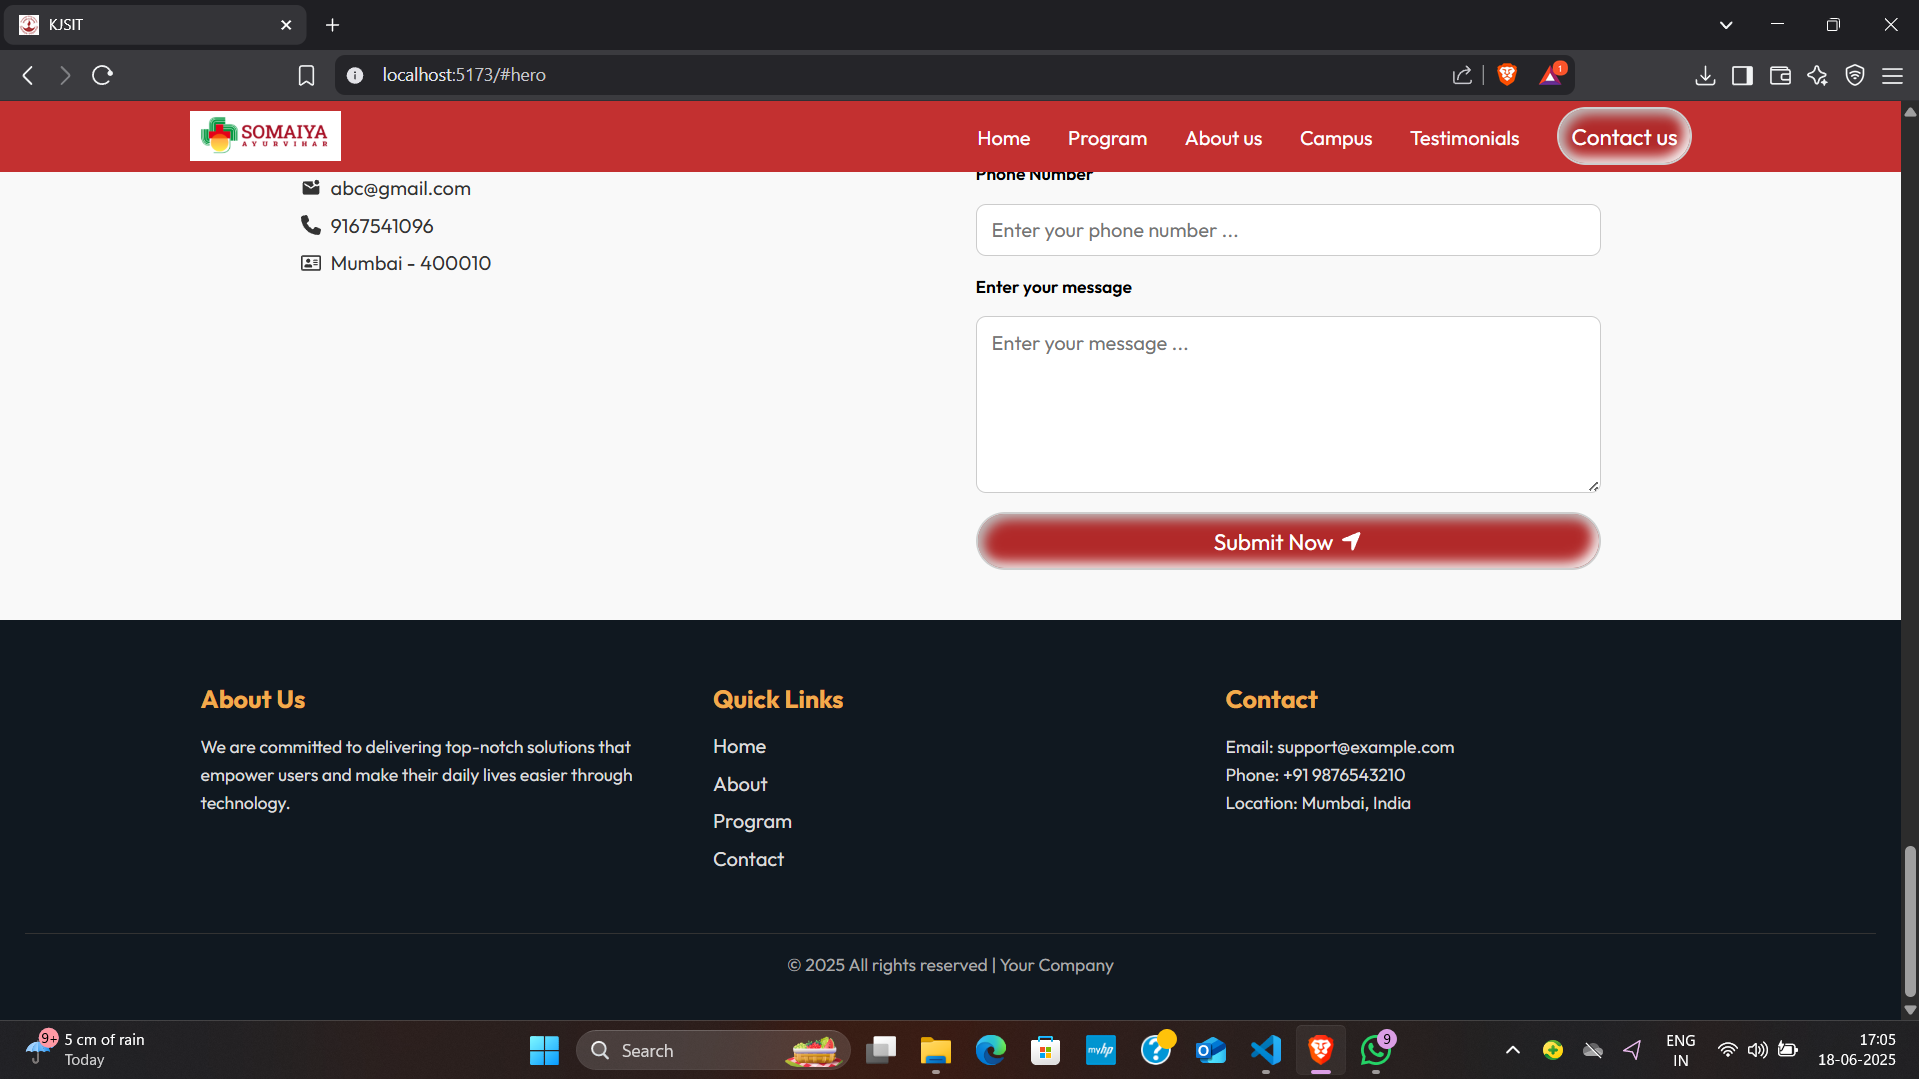 KJSIT
localhost:5173/#hero
1
SOMAIYA
AYURVIHAR
Home
Program
About us
Campus
Testimonials
Contact us
abc@gmail.com
9167541096
Mumbai - 400010
Phone Number
Enter your phone number ...
Enter your message
Enter your message ...
Submit Now
About Us
We are committed to delivering top-notch solutions that
empower users and make their daily lives easier through
technology.
Quick Links
Home
About
Program
Contact
Contact
Email: support@example.com
Phone: +91 9876543210
Location: Mumbai, India
© 2025 All rights reserved | Your Company
9+
5 cm of rain
Today
Search
myhp
9
ENG
IN
17:05
18-06-2025